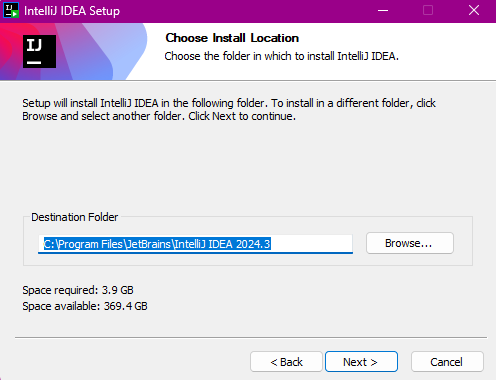 IntelliJ IDEA Setup
IJ
Choose Install Location
Choose the folder in which to install IntelliJ IDEA.
Setup will install IntelliJ IDEA in the following folder. To install in a different folder, click
Browse and select another folder. Click Next to continue.
Destination Folder
C:\Program Files\JetBrains\IntelliJ IDEA 2024.3
Browse...
Space required: 3.9 GB
Space available: 369.4 GB
< Back
Next >
Cancel